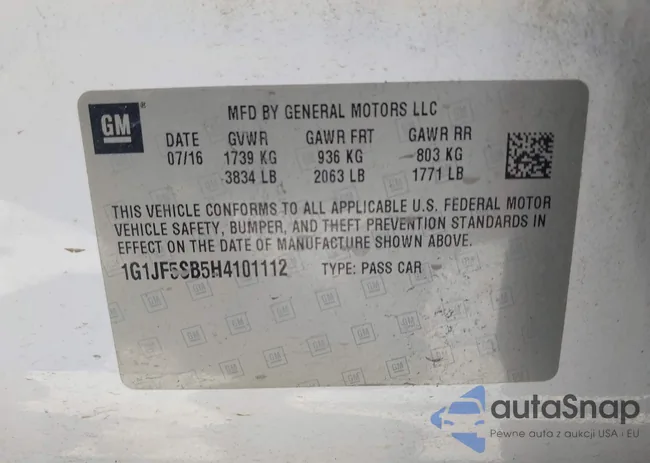 GM
MFD BY GENERAL MOTORS LLC
DATE GVWR GAWR FRT GAWR RR
07/16 1739 KG 936 KG 803 KG
3834 LB 2063 LB 1771 LB
THIS VEHICLE CONFORMS TO ALL APPLICABLE U.S. FEDERAL MOTOR
VEHICLE SAFETY, BUMPER, AND THEFT PREVENTION STANDARDS IN
EFFECT ON THE DATE OF MANUFACTURE SHOWN ABOVE.
1G1JF5SB5H4101112 TYPE: PASS CAR
autoSnap
Pewne auta z aukcji USA - EU